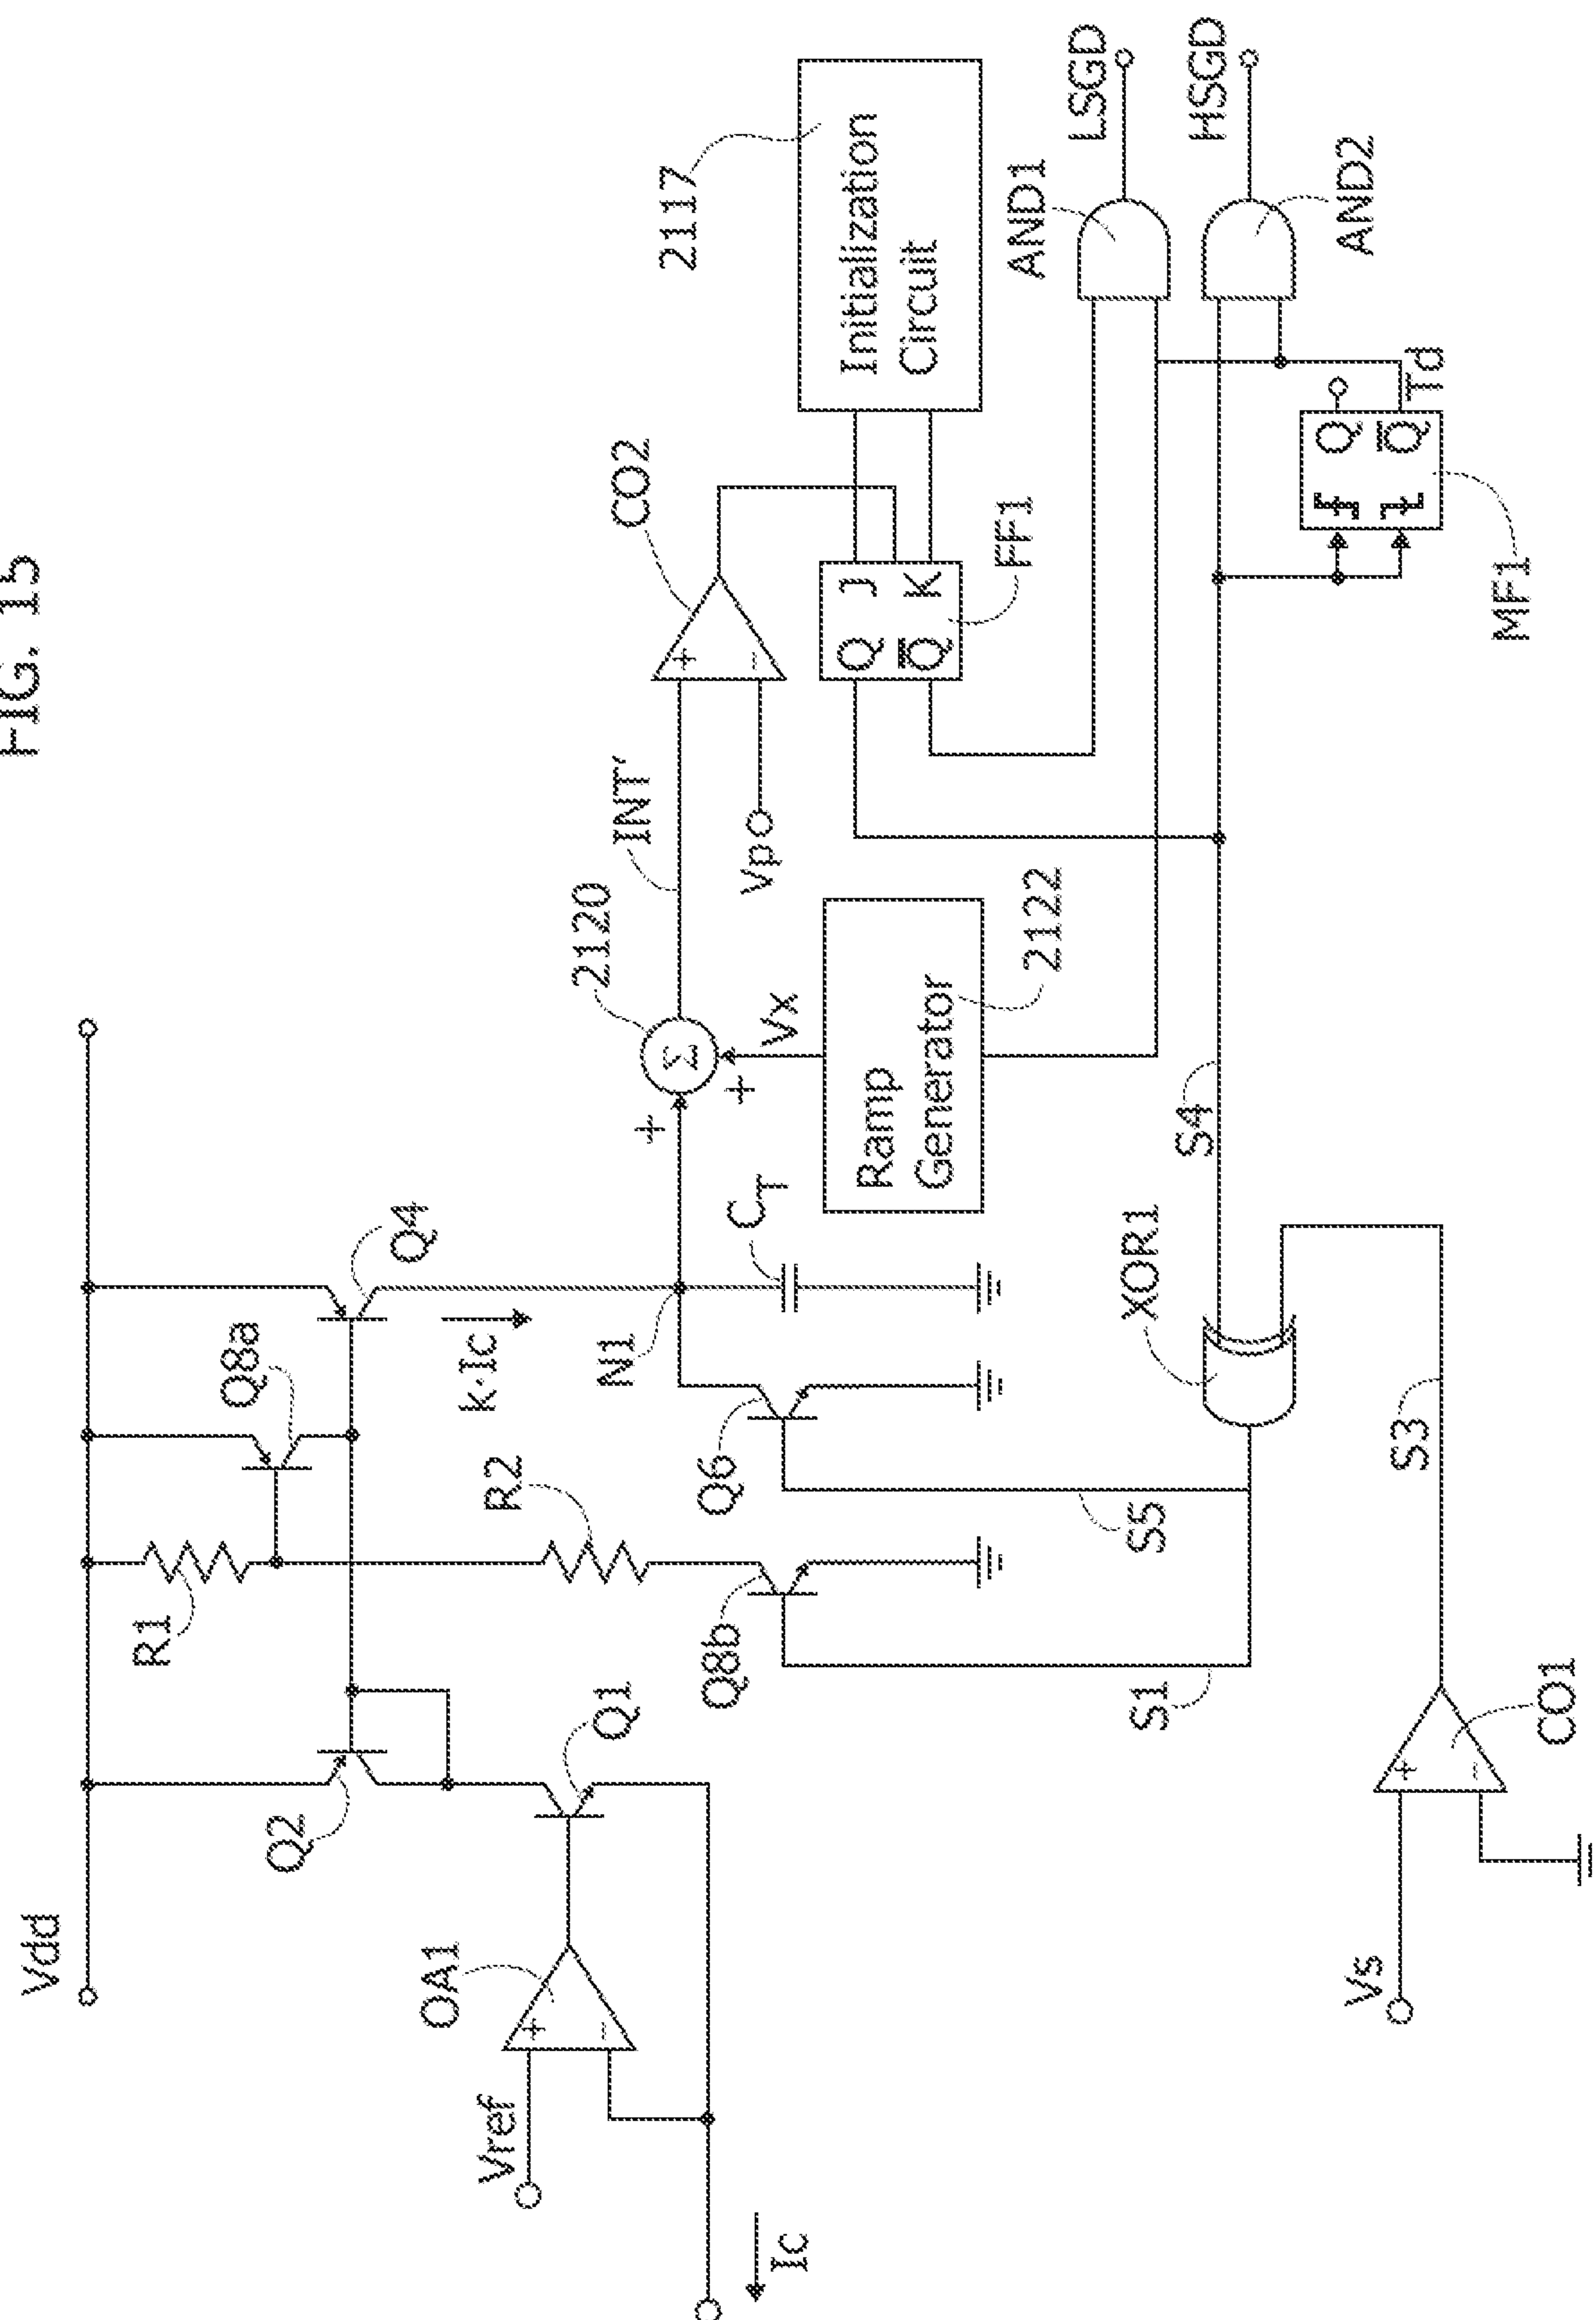 FIG. 15
Vdd
Q2
R1
Q8a
Q4
k·Ic
OA1
Vref
+
−
Q1
R2
Q8b
Q6
N1
CT
+
+
Σ
2120
INT'
Vx
Ramp
Generator
2122
Vp
+
−
CO2
Q
Q
J
K
FF1
2117
Initialization
Circuit
Ic
S1
S5
XOR1
S4
S3
Vs
+
−
CO1
AND1
LSGD
HSGD
AND2
Q
Q
Td
MF1